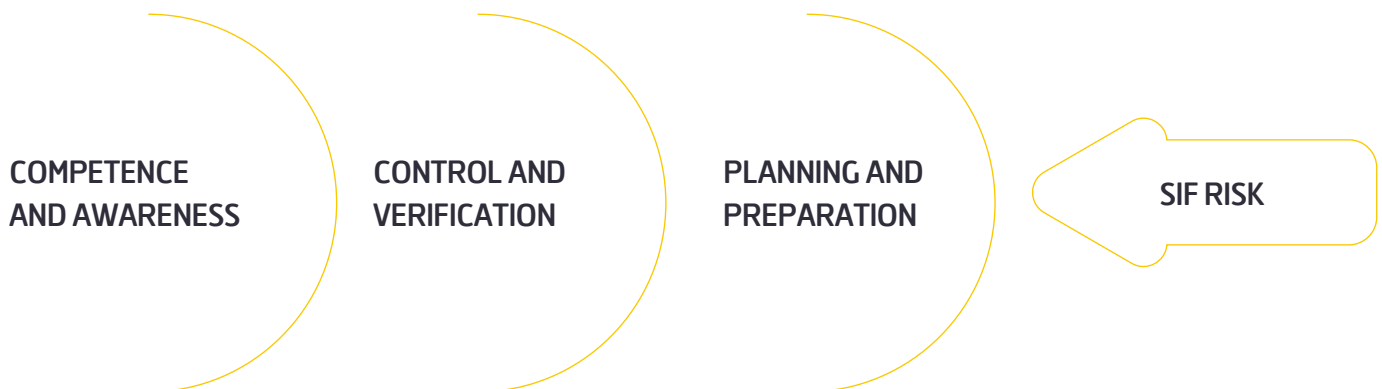 COMPETENCE
AND AWARENESS
CONTROL AND
VERIFICATION
PLANNING AND
PREPARATION
SIF RISK